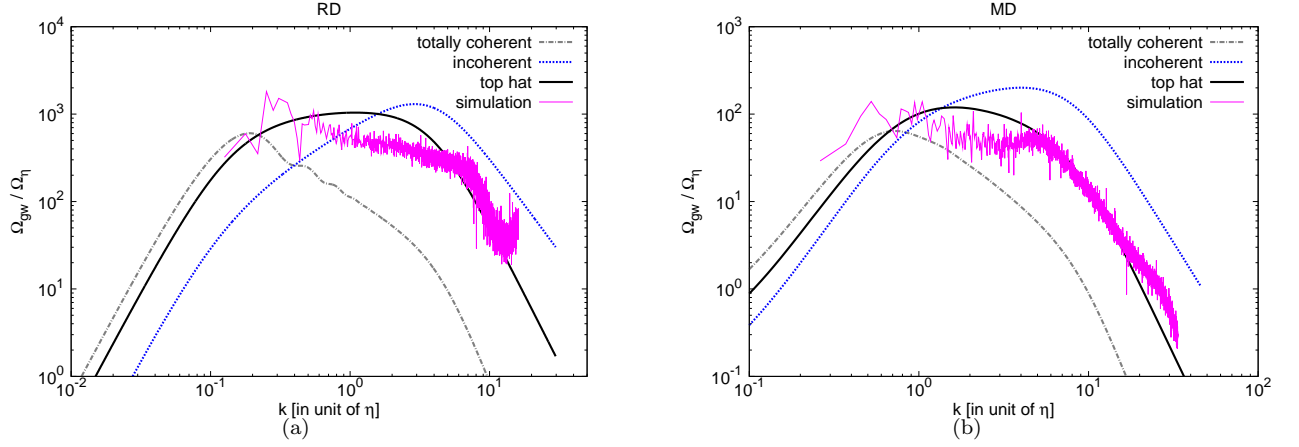 RD
10^4
10^3
10^2
10^1
10^0
Ω_gw / Ω_η
totally coherent
incoherent
top hat
simulation
10^-2 10^-1 10^0 10^1
k [in unit of η]
(a)
MD
10^3
10^2
10^1
10^0
10^-1
Ω_gw / Ω_η
totally coherent
incoherent
top hat
simulation
10^-1 10^0 10^1 10^2
k [in unit of η]
(b)